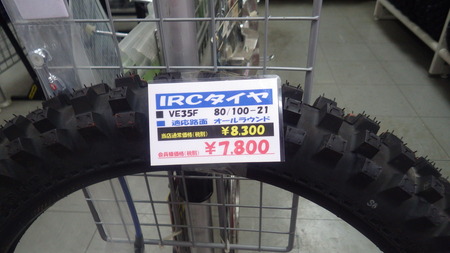 IRCタイヤ
■ VE35F 80/100-21
■ 適応路面 オールラウンド
当店通常価格(税別) ¥8,300
会員様価格(税別) ¥7,800